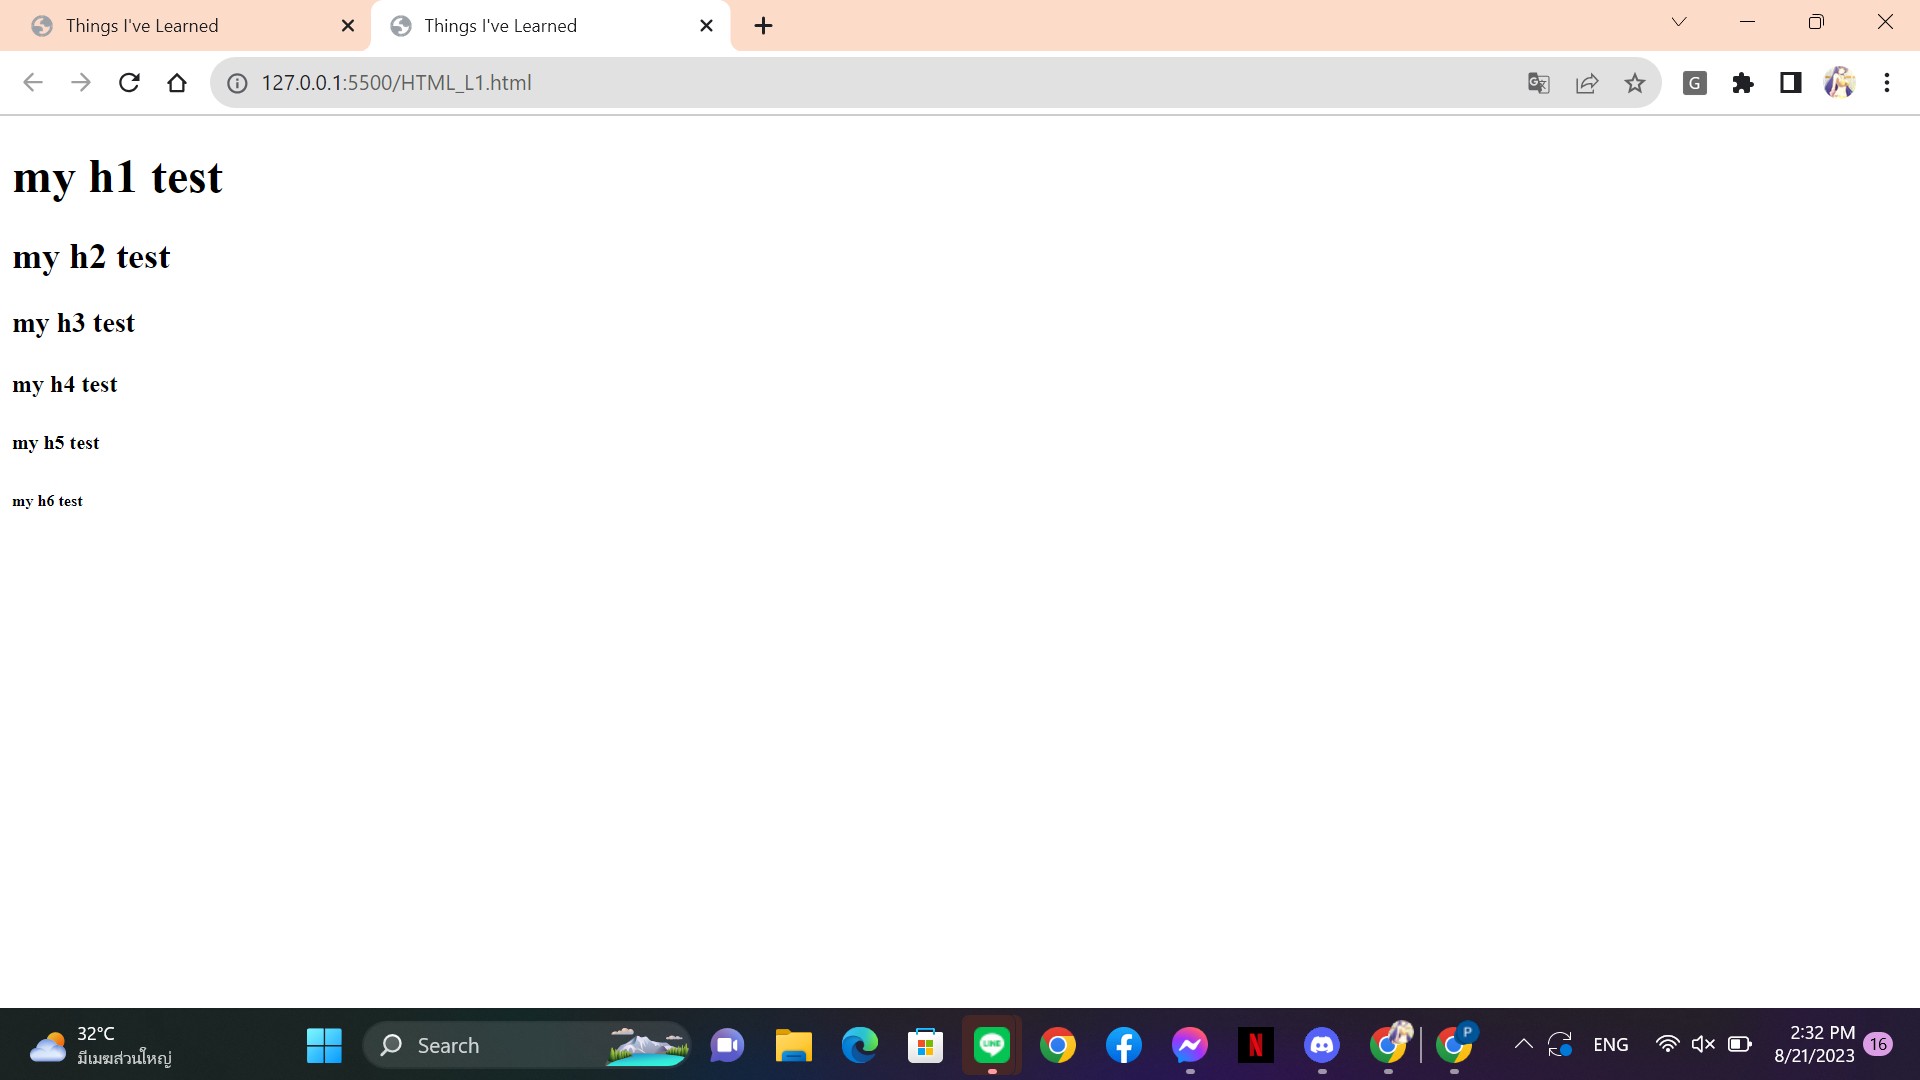 Things I've Learned
Things I've Learned
127.0.0.1:5500/HTML_L1.html
G
my h1 test
my h2 test
my h3 test
my h4 test
my h5 test
my h6 test
32°C
มีเมฆส่วนใหญ่
Search
LINE
N
P
ENG
2:32 PM
8/21/2023
16